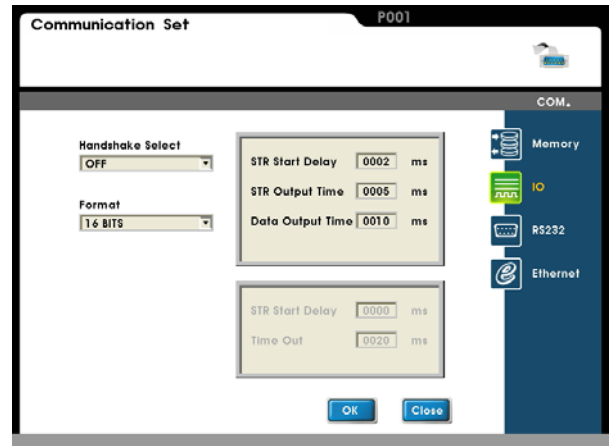 Communication Set
P001
COM.
Handshake Select
OFF
Format
16 BITS
STR Start Delay 0002 ms
STR Output Time 0005 ms
Data Output Time 0010 ms
STR Start Delay 0000 ms
Time Out 0020 ms
Memory
IO
RS232
Ethernet
OK
Close